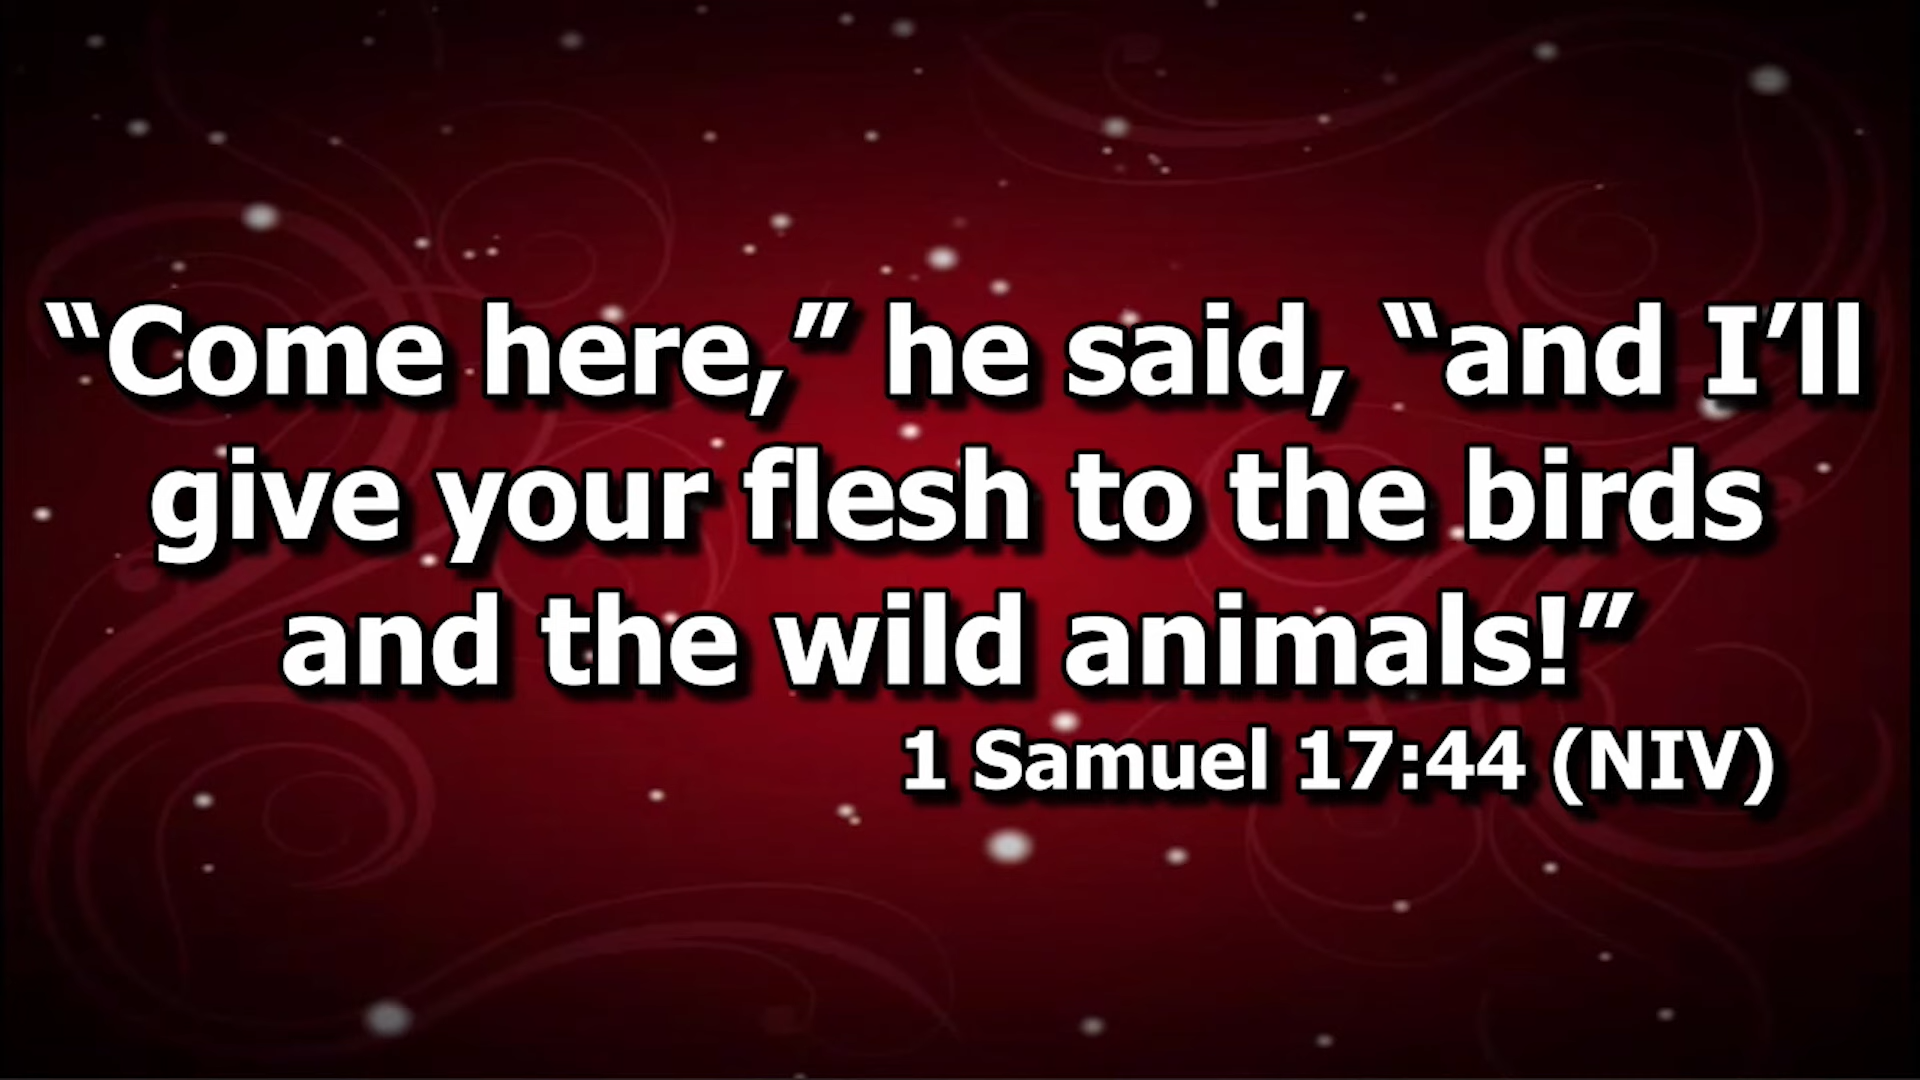 “Come here,” he said, “and I’ll
give your flesh to the birds
and the wild animals!”
1 Samuel 17:44 (NIV)